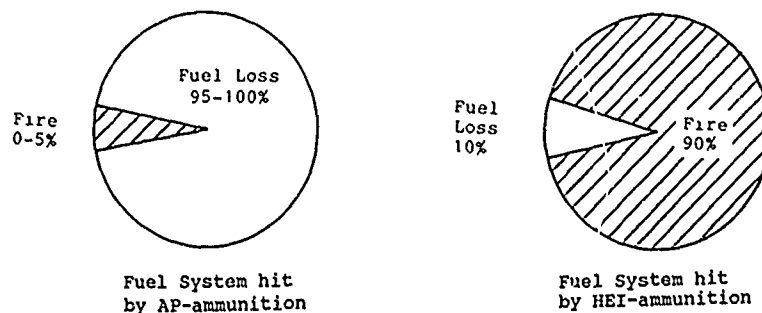 Fuel Loss
95-100%
Fire
0-5%
Fuel System hit
by AP-ammunition
Fuel
Loss
10%
Fire
90%
Fuel System hit
by HEI-ammunition